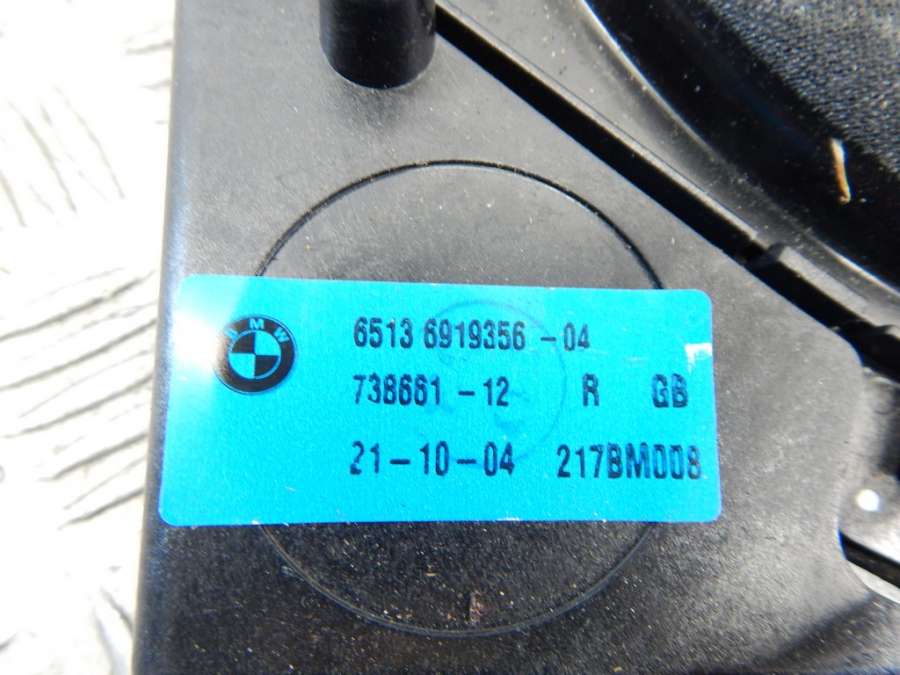 BMW
6513 6919356 -04
738661 -12 R GB
21-10-04 217BM008